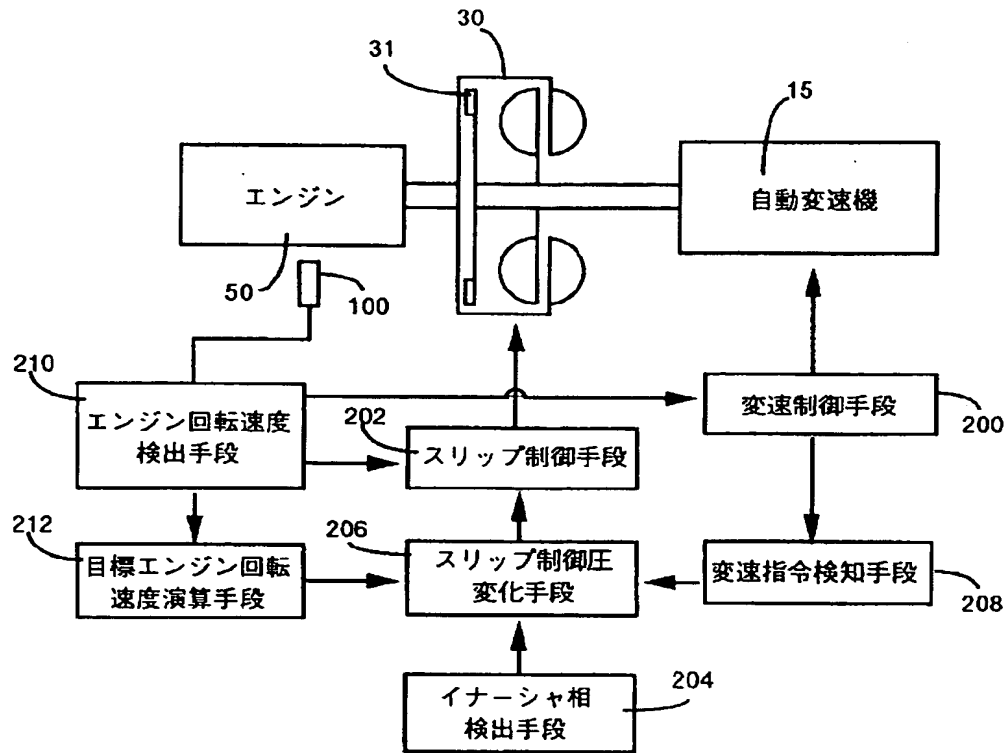 30
31
15
エンジン
自動変速機
50
100
210
エンジン回転速度
検出手段
202
スリップ制御手段
変速制御手段
200
212
目標エンジン回転
速度演算手段
206
スリップ制御圧
変化手段
変速指令検知手段
208
イナーシャ相
検出手段
204